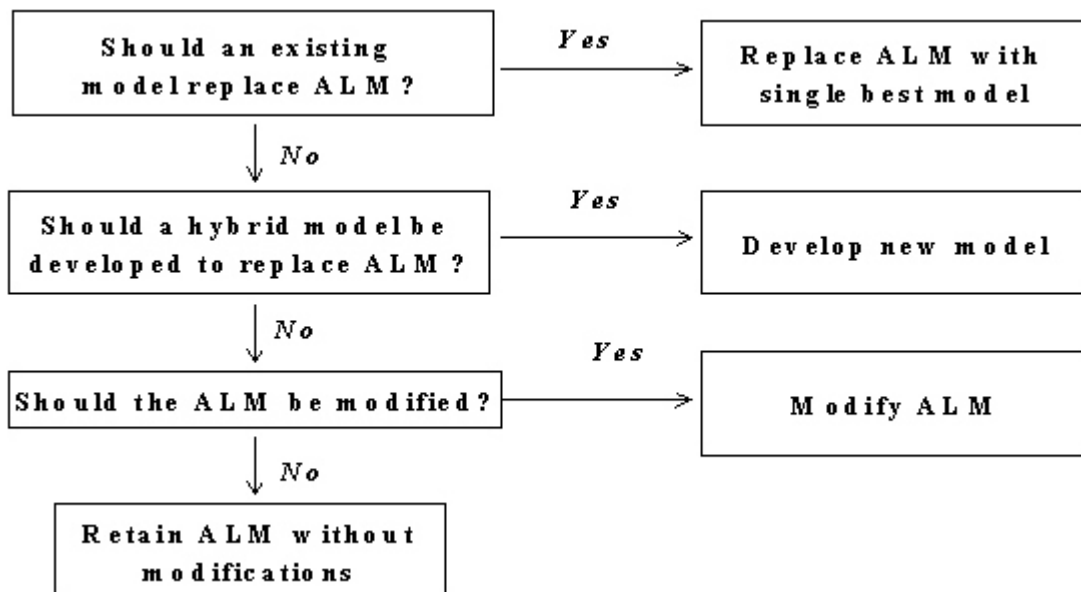 Should an existing
model replace ALM?
Yes
Replace ALM with
single best model
No
Should a hybrid model be
developed to replace ALM?
Yes
Develop new model
No
Should the ALM be modified?
Yes
Modify ALM
No
Retain ALM without
modifications